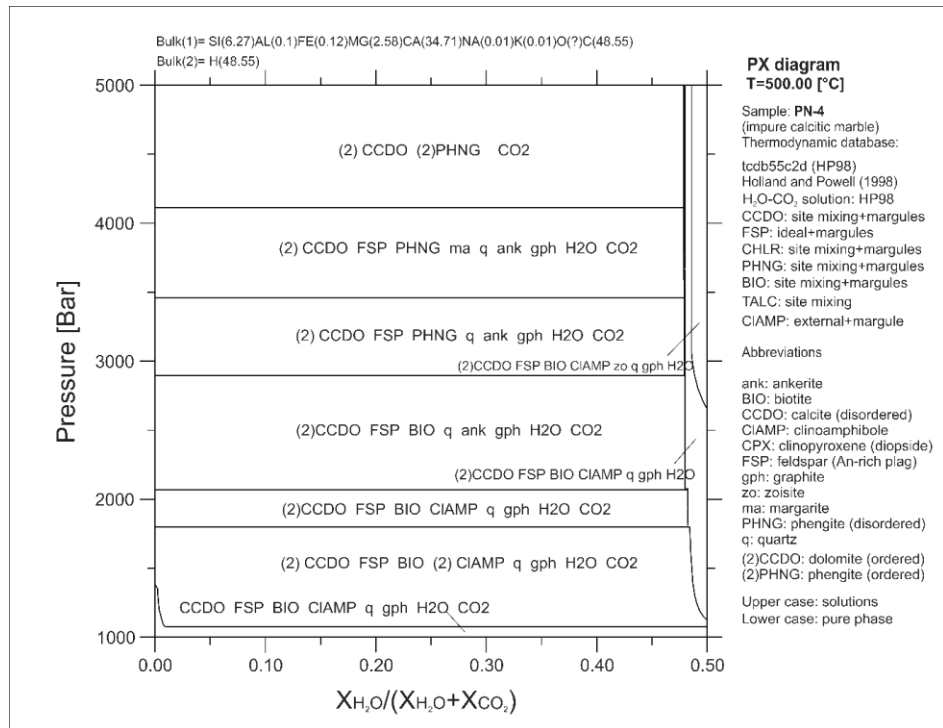 Bulk(1)= SI(6.27)AL(0.1)FE(0.12)MG(2.58)CA(34.71)NA(0.01)K(0.01)O(?)C(48.55)
Bulk(2)= H(48.55)
5000
4000
3000
2000
1000
Pressure [Bar]
(2) CCDO (2)PHNG CO2
(2) CCDO FSP PHNG ma q ank gph H2O CO2
(2) CCDO FSP PHNG q ank gph H2O CO2
(2)CCDO FSP BIO ClAMP zo q gph H2O
(2)CCDO FSP BIO q ank gph H2O CO2
(2)CCDO FSP BIO ClAMP q gph H2O
(2)CCDO FSP BIO ClAMP q gph H2O CO2
(2) CCDO FSP BIO (2) ClAMP q gph H2O CO2
CCDO FSP BIO ClAMP q gph H2O CO2
0.00 0.10 0.20 0.30 0.40 0.50
XH₂O/(XH₂O+XCO₂)
PX diagram
T=500.00 [°C]
Sample: PN-4
(impure calcitic marble)
Thermodynamic database:
tcdb55c2d (HP98)
Holland and Powell (1998)
H₂O-CO₂ solution: HP98
CCDO: site mixing+margules
FSP: ideal+margules
CHLR: site mixing+margules
PHNG: site mixing+margules
BIO: site mixing+margules
TALC: site mixing
ClAMP: external+margule
Abbreviations
ank: ankerite
BIO: biotite
CCDO: calcite (disordered)
ClAMP: clinoamphibole
CPX: clinopyroxene (diopside)
FSP: feldspar (An-rich plag)
gph: graphite
zo: zoisite
ma: margarite
PHNG: phengite (disordered)
q: quartz
(2)CCDO: dolomite (ordered)
(2)PHNG: phengite (ordered)
Upper case: solutions
Lower case: pure phase